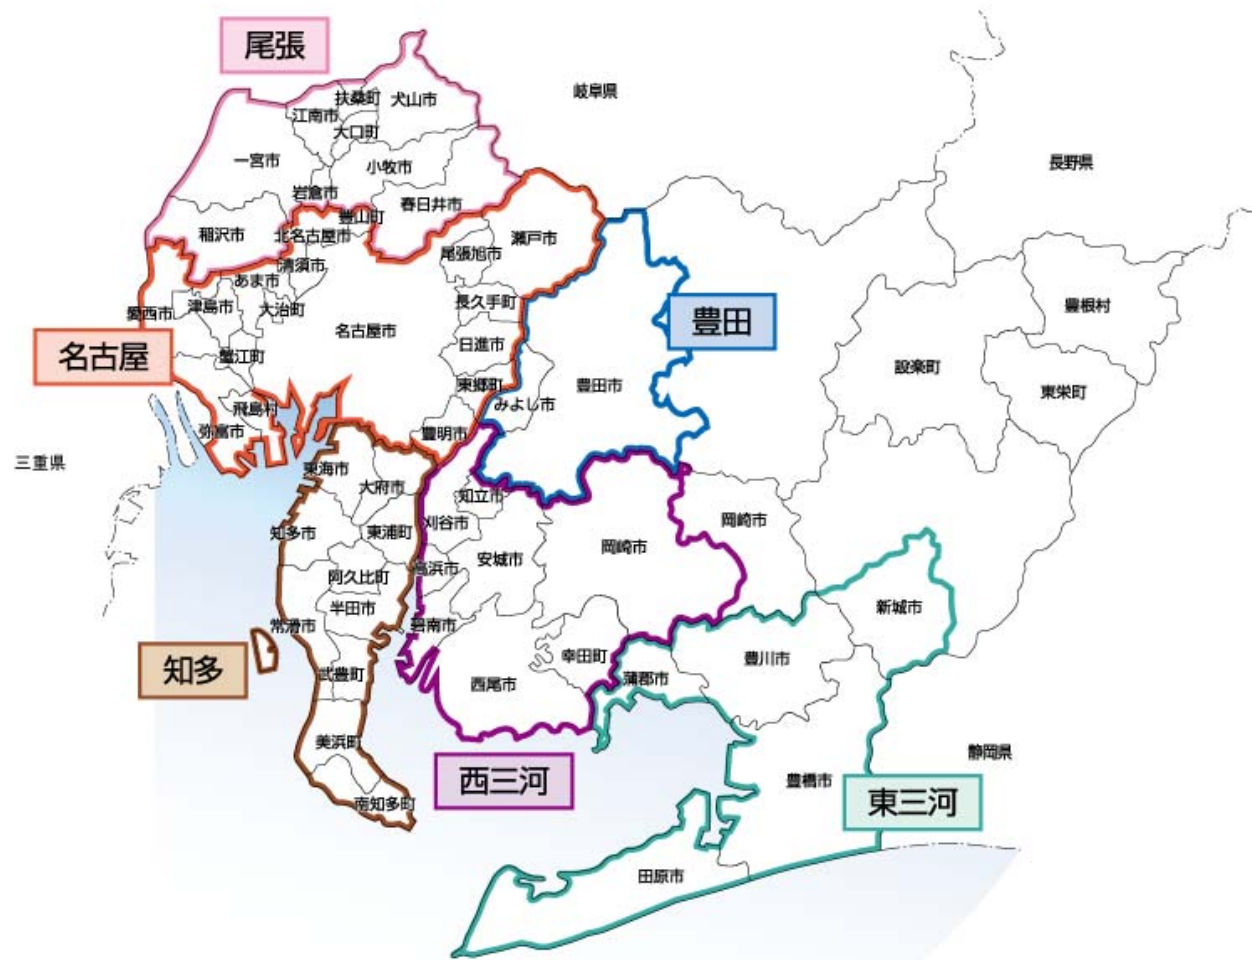 尾張
扶桑町
犬山市
岐阜県
江南市
大口町
一宮市
小牧市
長野県
岩倉市
春日井市
豊山町
稲沢市
北名古屋市
瀬戸市
尾張旭市
清須市
あま市
愛西市
津島市
大治町
長久手町
豊根村
名古屋市
豊田
日進市
名古屋
蟹江町
設楽町
東郷町
豊田市
東栄町
みよし市
飛島村
弥富市
豊明市
三重県
東海市
大府市
知立市
刈谷市
岡崎市
知多市
東浦町
岡崎市
安城市
高浜市
阿久比町
半田市
新城市
常滑市
碧南市
幸田町
豊川市
知多
武豊町
西尾市
蒲郡市
美浜町
静岡県
西三河
豊橋市
東三河
南知多町
田原市